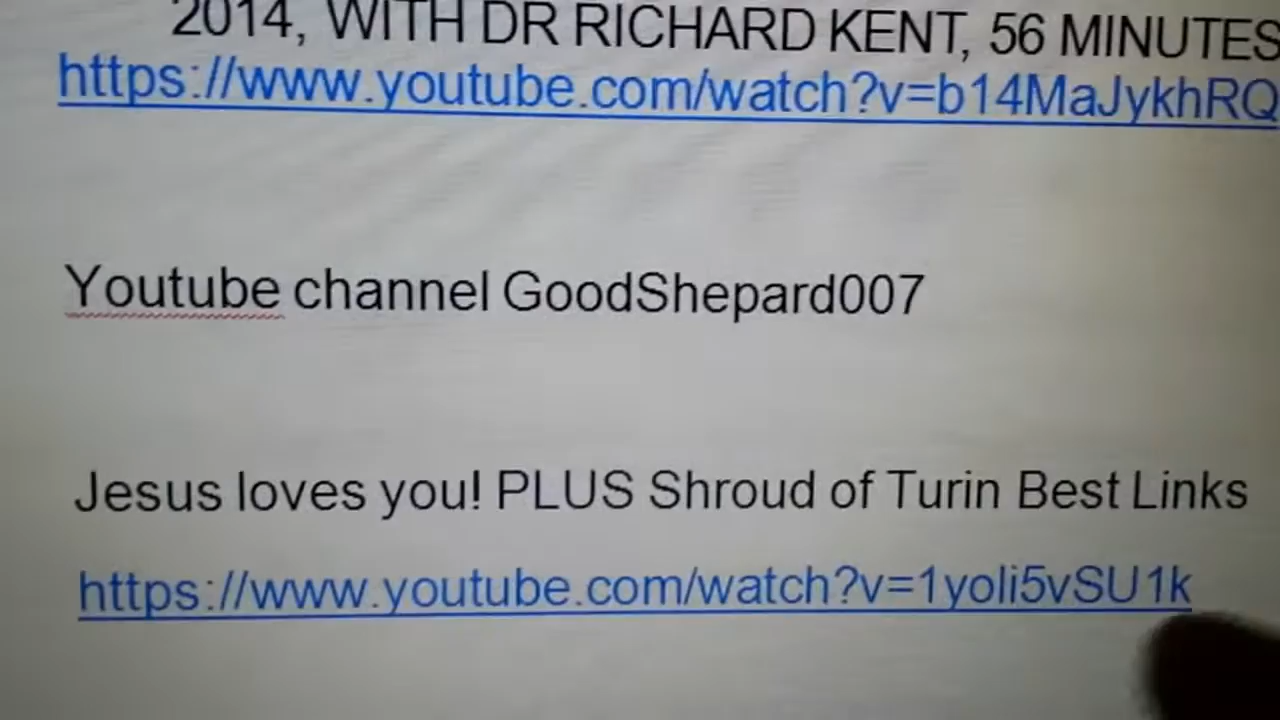 2014, WITH DR RICHARD KENT, 56 MINUTES
https://www.youtube.com/watch?v=b14MaJykhRQ
Youtube channel GoodShepard007
Jesus loves you! PLUS Shroud of Turin Best Links
https://www.youtube.com/watch?v=1yoli5vSU1k